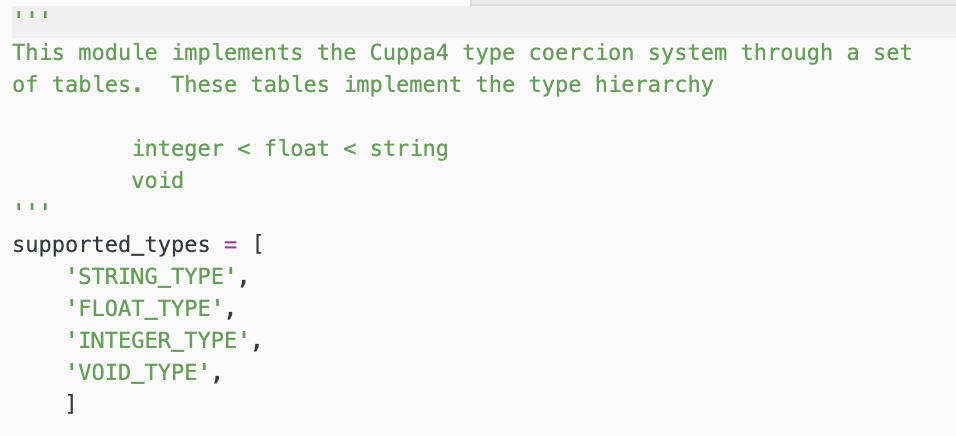 '''
This module implements the Cuppa4 type coercion system through a set
of tables.  These tables implement the type hierarchy
integer < float < string
void
'''
supported_types = [
'STRING_TYPE',
'FLOAT_TYPE',
'INTEGER_TYPE',
'VOID_TYPE',
]